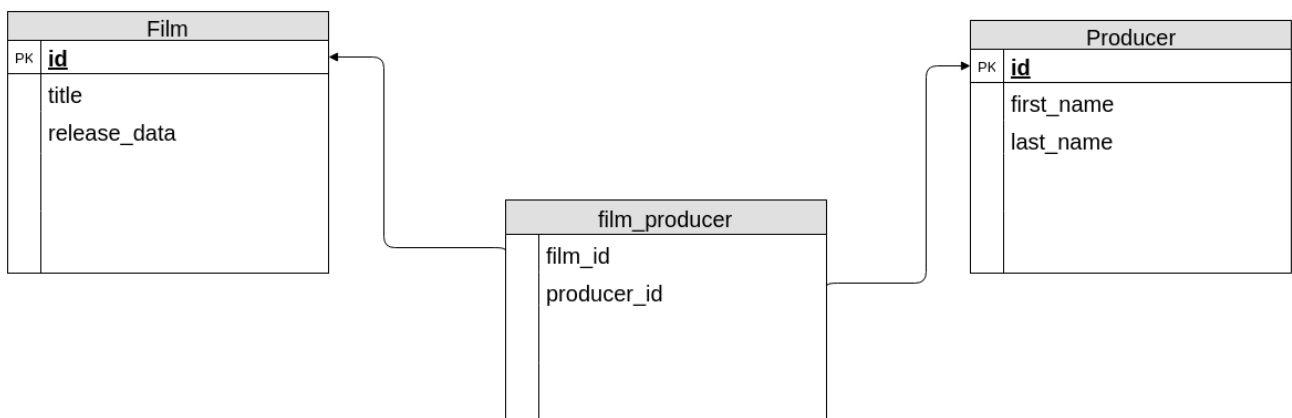 Film
PK id
title
release_data
Producer
PK id
first_name
last_name
film_producer
film_id
producer_id